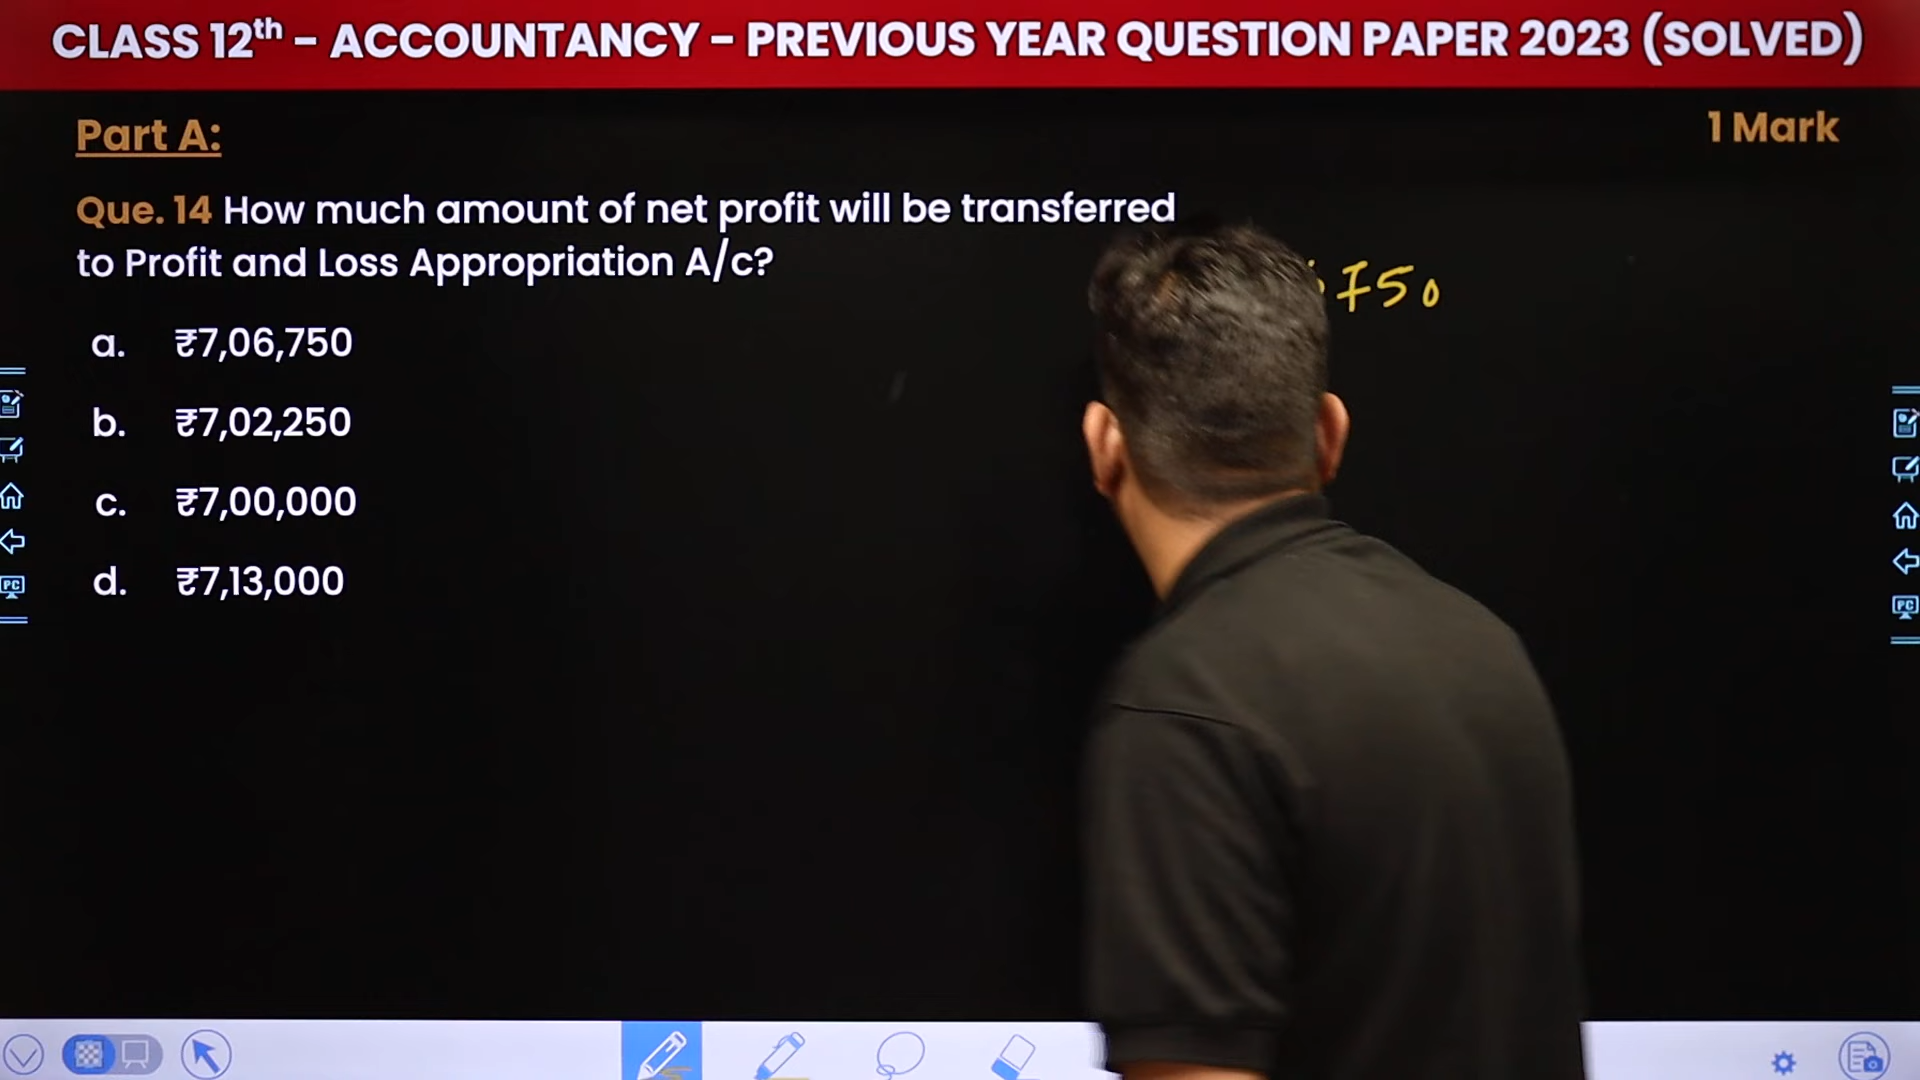 CLASS 12th - ACCOUNTANCY - PREVIOUS YEAR QUESTION PAPER 2023 (SOLVED)
Part A:
1 Mark
Que. 14 How much amount of net profit will be transferred
to Profit and Loss Appropriation A/c?
750
a. ₹7,06,750
b. ₹7,02,250
c. ₹7,00,000
d. ₹7,13,000
PC
PC